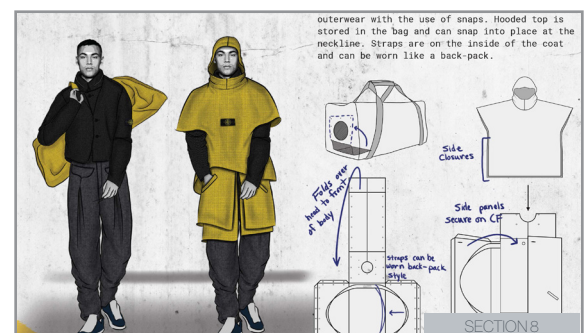 outerwear with the use of snaps. Hooded top is
stored in the bag and can snap into place at the
neckline. Straps are on the inside of the coat
and can be worn like a back-pack.
Side
Closures
Folds over
head to front
of body
Side panels
secure on CF
straps can be
worn back-pack
style
SECTION8